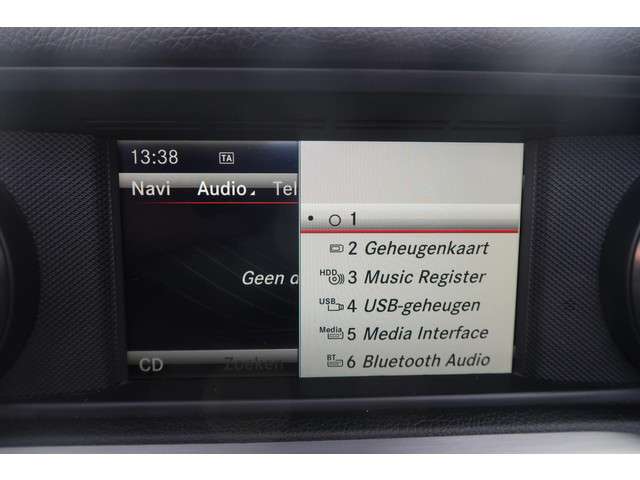 13:38 TA
Navi Audio Tel
1
2 Geheugenkaart
Geen d
HDD 3 Music Register
USB 4 USB-geheugen
Media 5 Media Interface
BT 6 Bluetooth Audio
CD Zoeken